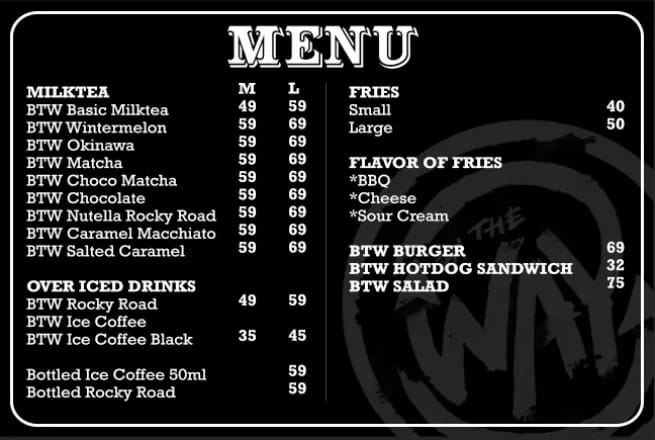 MENU
MILKTEA M L
BTW Basic Milktea 49 59
BTW Wintermelon 59 69
BTW Okinawa 59 69
BTW Matcha 59 69
BTW Choco Matcha 59 69
BTW Chocolate 59 69
BTW Nutella Rocky Road 59 69
BTW Caramel Macchiato 59 69
BTW Salted Caramel 59 69
OVER ICED DRINKS
BTW Rocky Road 49 59
BTW Ice Coffee
BTW Ice Coffee Black 35 45
Bottled Ice Coffee 50ml 59
Bottled Rocky Road 59
FRIES
Small 40
Large 50
FLAVOR OF FRIES
*BBQ
*Cheese
*Sour Cream
BTW BURGER 69
BTW HOTDOG SANDWICH 32
BTW SALAD 75
THE
WAY